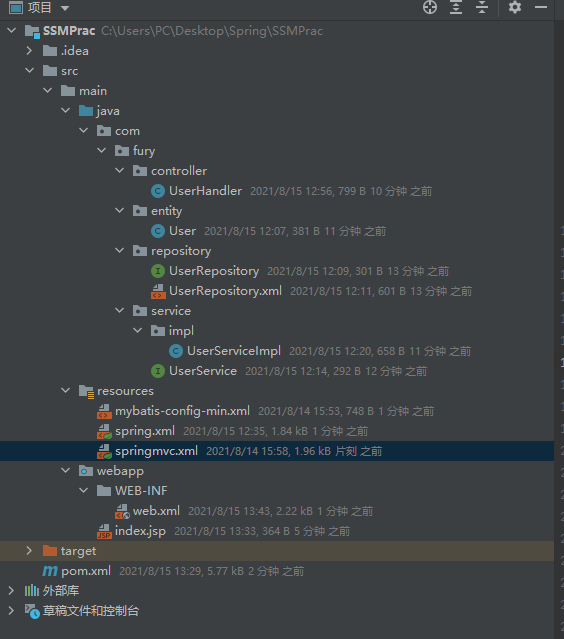 项目
SSMPrac C:\Users\PC\Desktop\Spring\SSMPrac
.idea
src
main
java
com
fury
controller
UserHandler 2021/8/15 12:56, 799 B 10 分钟 之前
entity
User 2021/8/15 12:07, 381 B 11 分钟 之前
repository
UserRepository 2021/8/15 12:09, 301 B 13 分钟 之前
UserRepository.xml 2021/8/15 12:11, 601 B 13 分钟 之前
service
impl
UserServiceImpl 2021/8/15 12:20, 658 B 11 分钟 之前
UserService 2021/8/15 12:14, 292 B 12 分钟 之前
resources
mybatis-config-min.xml 2021/8/14 15:53, 748 B 1 分钟 之前
spring.xml 2021/8/15 12:35, 1.84 kB 1 分钟 之前
springmvc.xml 2021/8/14 15:58, 1.96 kB 片刻 之前
webapp
WEB-INF
web.xml 2021/8/15 13:43, 2.22 kB 1 分钟 之前
index.jsp 2021/8/15 13:33, 364 B 5 分钟 之前
target
pom.xml 2021/8/15 13:29, 5.77 kB 2 分钟 之前
外部库
草稿文件和控制台